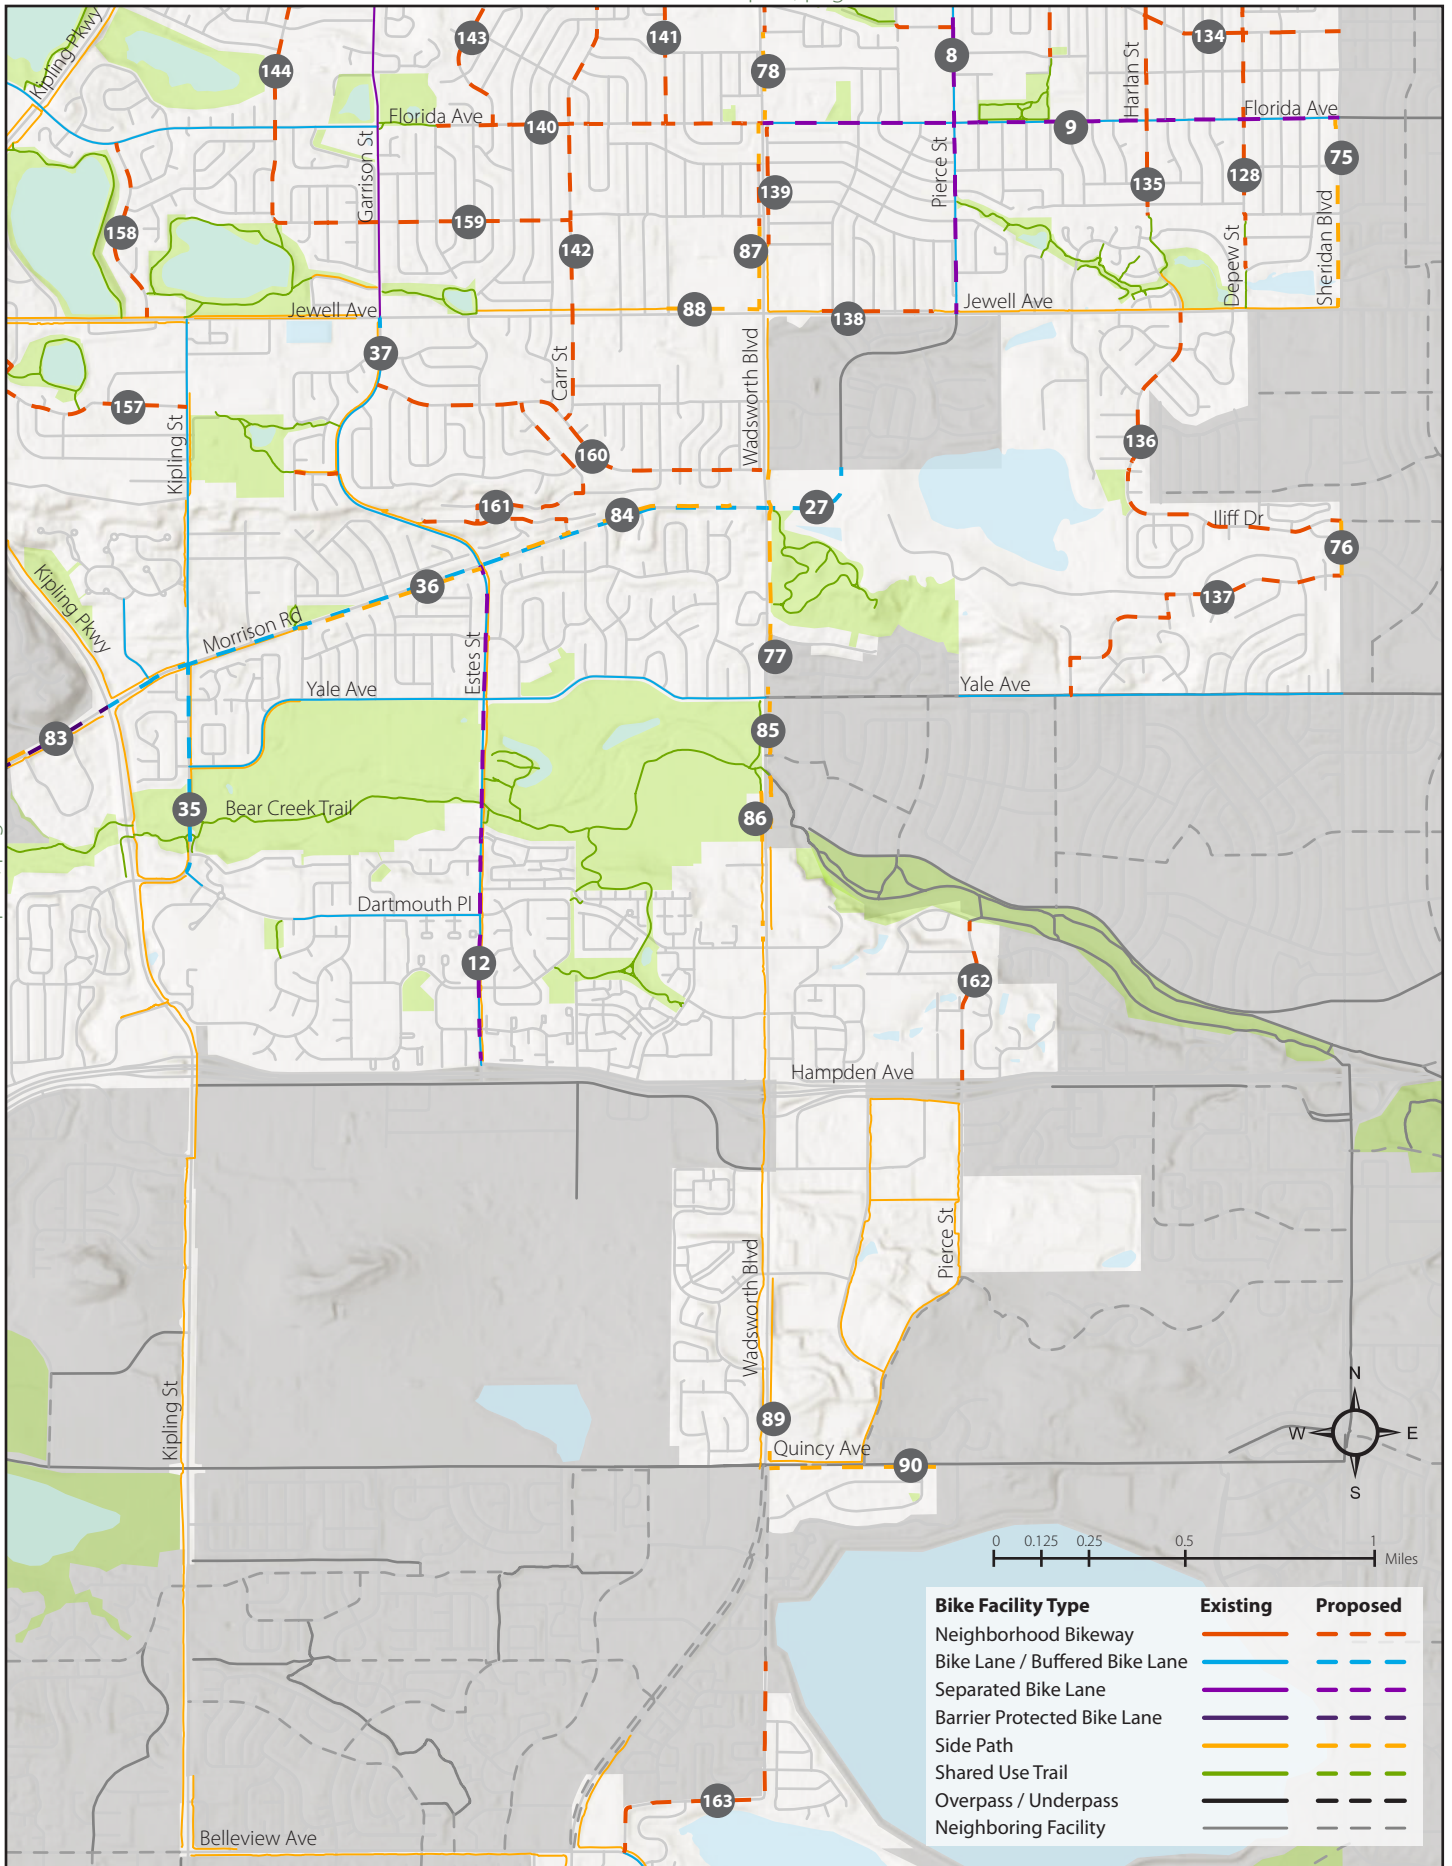 Kipling Pkwy
144
143
141
78
8
Harlan St
134
Florida Ave
140
9
Florida Ave
75
Garrison St
Pierce St
135
128
139
158
159
142
87
Depew St
Sheridan Blvd
Jewell Ave
88
138
Jewell Ave
37
Carr St
Wadsworth Blvd
157
Kipling St
136
160
161
84
27
Iliff Dr
76
Kipling Pkwy
36
137
Morrison Rd
Estes St
77
Yale Ave
Yale Ave
83
85
35
Bear Creek Trail
86
Dartmouth Pl
12
162
Hampden Ave
Pierce St
Wadsworth Blvd
Kipling St
89
Quincy Ave
90
N
W
E
S
0 0.125 0.25 0.5 1
Miles
Bike Facility Type Existing Proposed
Neighborhood Bikeway
Bike Lane / Buffered Bike Lane
Separated Bike Lane
Barrier Protected Bike Lane
Side Path
Shared Use Trail
Overpass / Underpass
Neighboring Facility
163
Belleview Ave